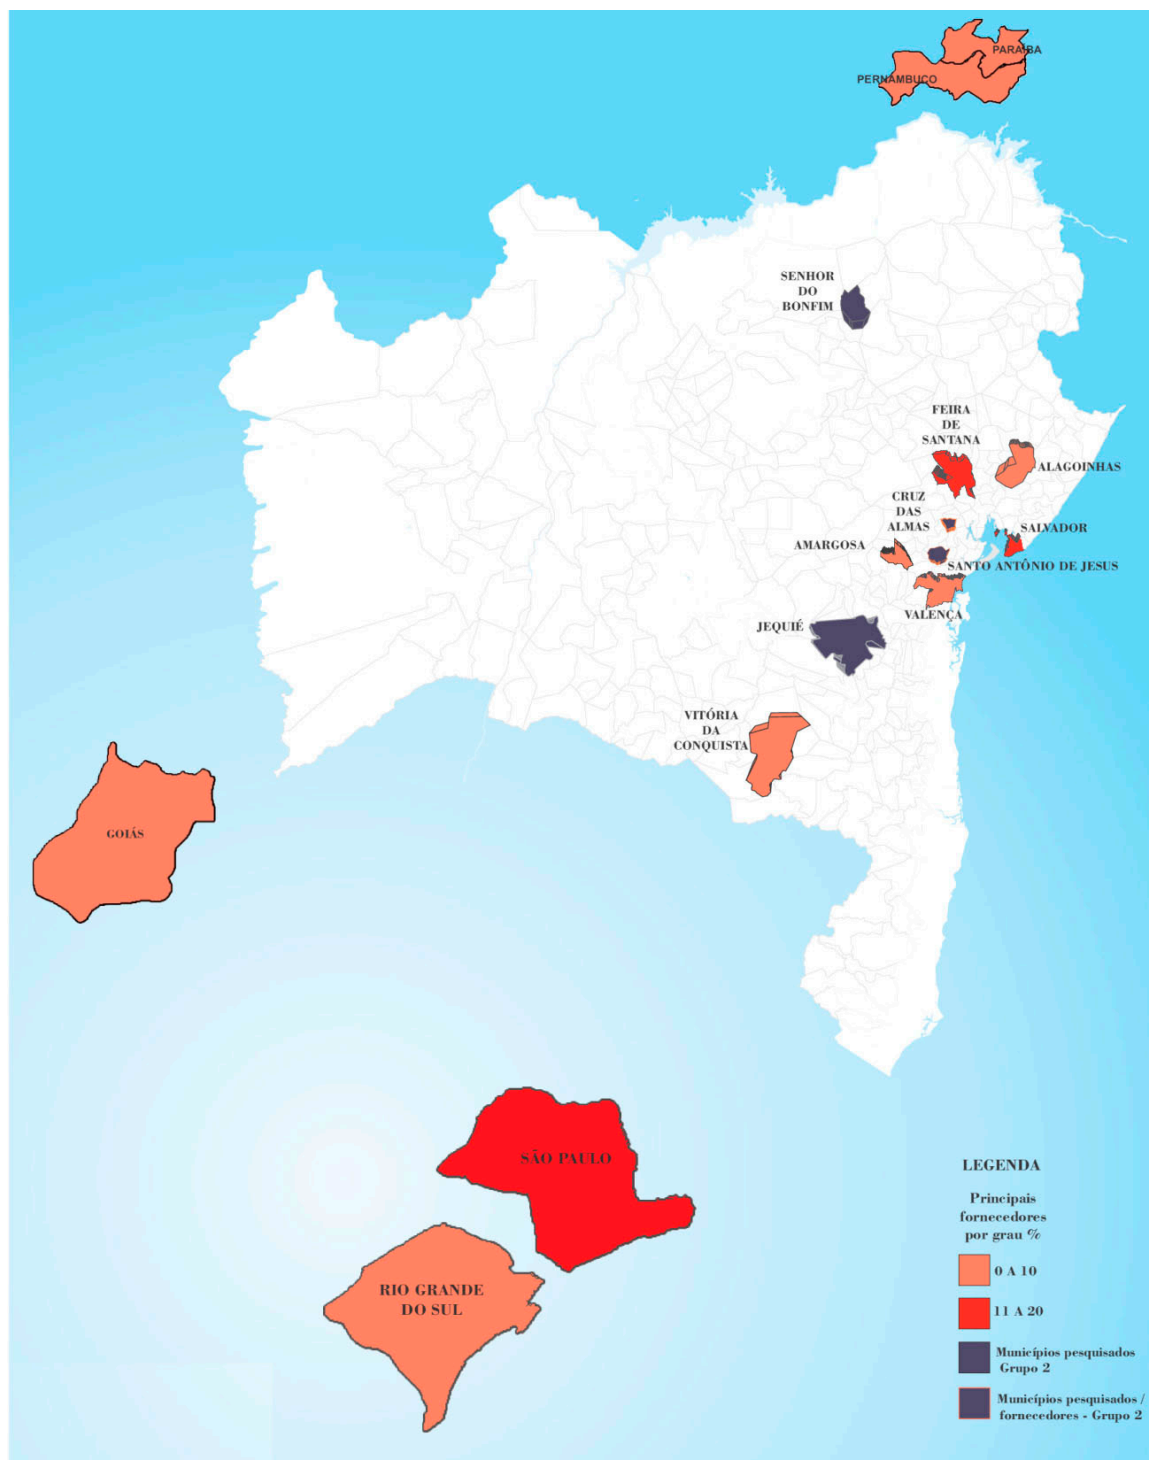 PARAÍBA
PERNAMBUCO
SENHOR
DO
BONFIM
FEIRA
DE
SANTANA
ALAGOINHAS
CRUZ
DAS
ALMAS
SALVADOR
AMARGOSA
SANTO ANTÔNIO DE JESUS
VALENÇA
JEQUIÉ
VITÓRIA
DA
CONQUISTA
GOIÁS
SÃO PAULO
RIO GRANDE
DO SUL
LEGENDA
Principais
fornecedores
por grau %
0 A 10
11 A 20
Municípios pesquisados
Grupo 2
Municípios pesquisados /
fornecedores - Grupo 2